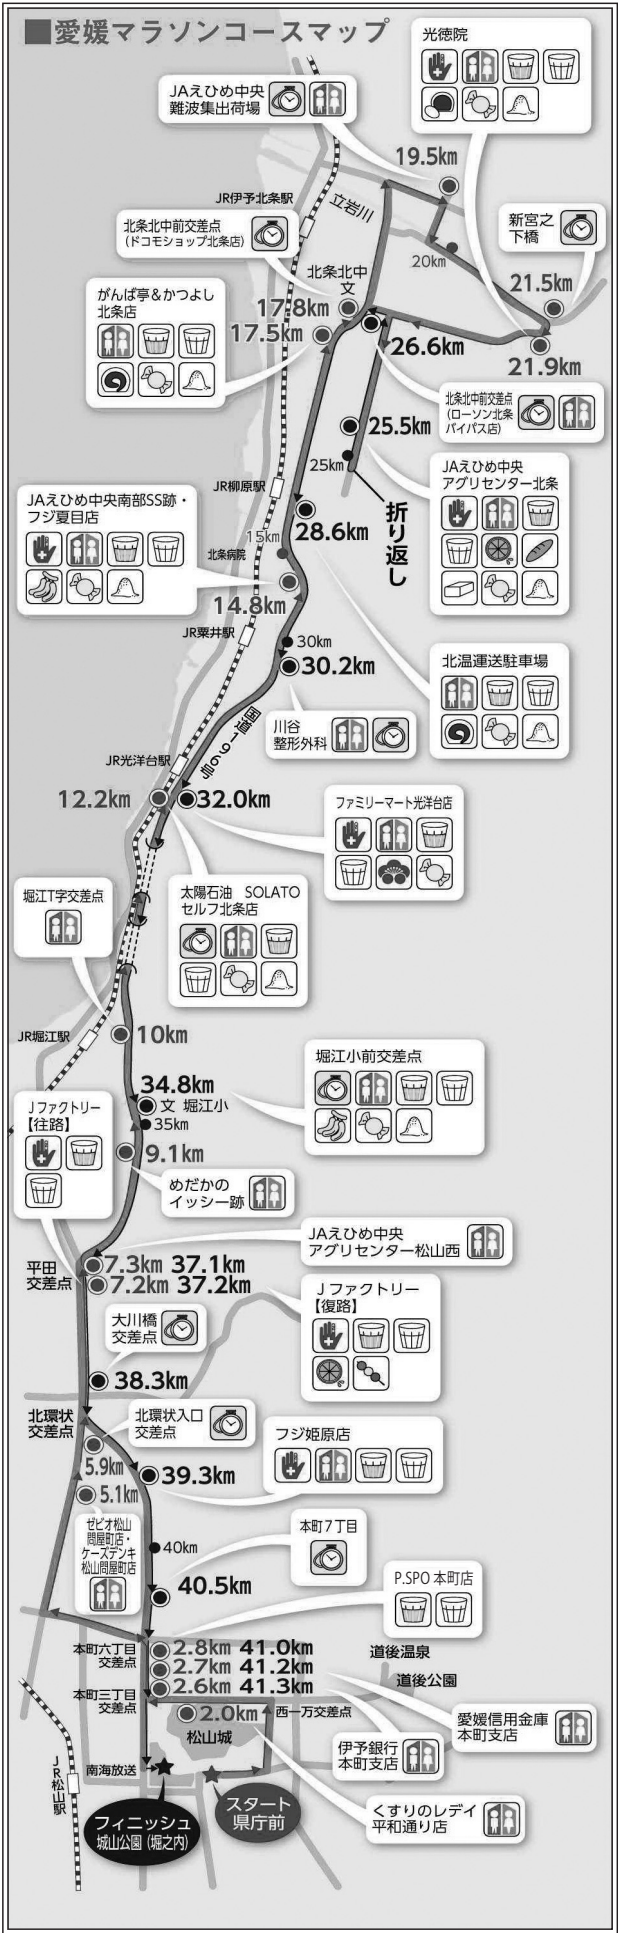 ■愛媛マラソンコースマップ
光徳院
JAえひめ中央
難波集出荷場
19.5km
JR伊予北条駅
立岩川
新宮之
下橋
北条北中前交差点
(ドコモショップ北条店)
20km
21.5km
北条北中
文
がんば亭&かつよし
北条店
17.8km
17.5km
26.6km
21.9km
北条北中前交差点
(ローソン北条
バイパス店)
25.5km
25km
JAえひめ中央
アグリセンター北条
JR柳原駅
折り返し
JAえひめ中央南部SS跡・
フジ夏目店
28.6km
15km
北条病院
14.8km
JR粟井駅
30km
30.2km
北温運送駐車場
川谷
整形外科
国道196号
JR光洋台駅
12.2km
32.0km
ファミリーマート光洋台店
太陽石油 SOLATO
セルフ北条店
堀江T字交差点
JR堀江駅
10km
堀江小前交差点
34.8km
文 堀江小
35km
Jファクトリー
【往路】
9.1km
めだかの
イッシー跡
JAえひめ中央
アグリセンター松山西
平田
交差点
7.3km 37.1km
7.2km 37.2km
Jファクトリー
【復路】
大川橋
交差点
38.3km
北環状
交差点
北環状入口
交差点
フジ姫原店
5.9km
39.3km
5.1km
ゼビオ松山
問屋町店・
ケーズデンキ
松山問屋町店
本町7丁目
40km
40.5km
P.SPO 本町店
本町六丁目
交差点
2.8km 41.0km
2.7km 41.2km
2.6km 41.3km
道後温泉
道後公園
本町三丁目
交差点
2.0km
西一万交差点
愛媛信用金庫
本町支店
松山城
伊予銀行
本町支店
JR松山駅
南海放送
くすりのレデイ
平和通り店
フィニッシュ
城山公園(堀之内)
スタート
県庁前